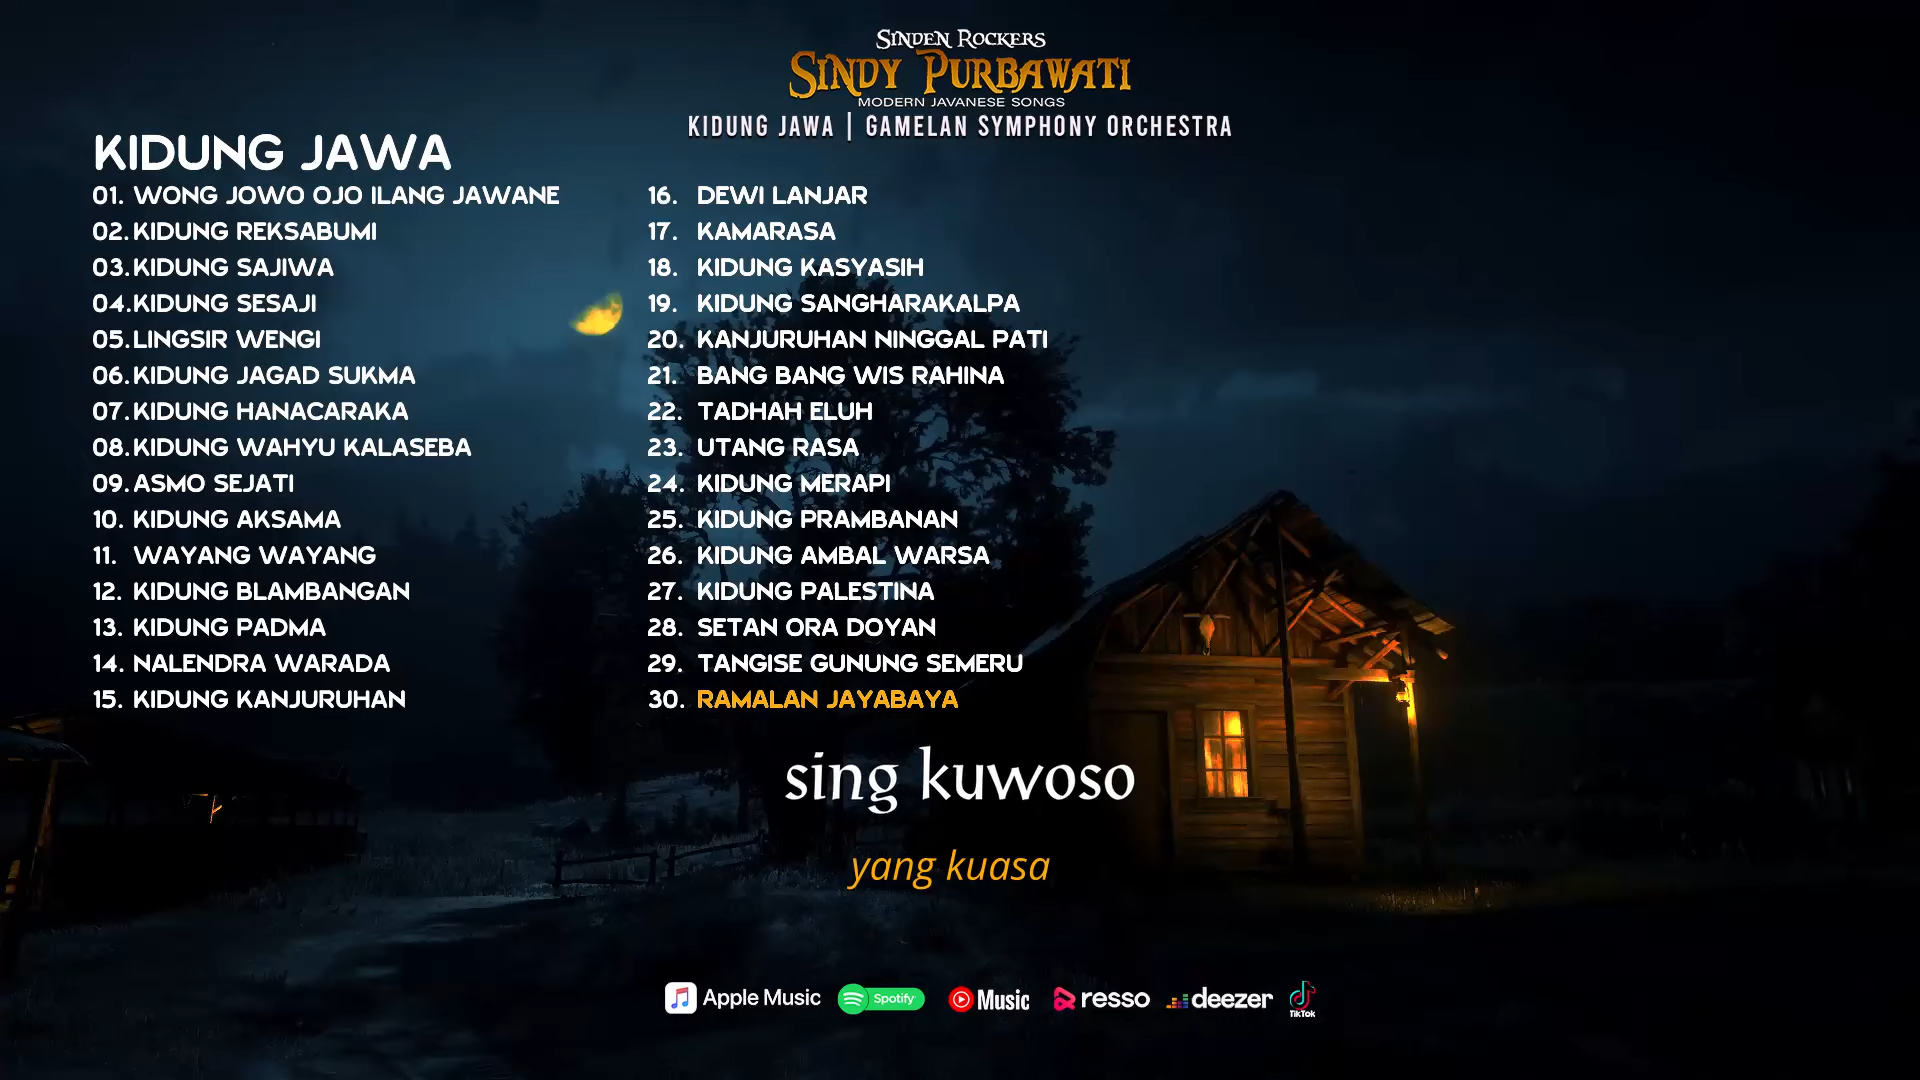 SINDEN ROCKERS
SINDY PURBAWATI
MODERN JAVANESE SONGS
KIDUNG JAWA | GAMELAN SYMPHONY ORCHESTRA
KIDUNG JAWA
01. WONG JOWO OJO ILANG JAWANE
02. KIDUNG REKSABUMI
03. KIDUNG SAJIWA
04. KIDUNG SESAJI
05. LINGSIR WENGI
06. KIDUNG JAGAD SUKMA
07. KIDUNG HANACARAKA
08. KIDUNG WAHYU KALASEBA
09. ASMO SEJATI
10. KIDUNG AKSAMA
11. WAYANG WAYANG
12. KIDUNG BLAMBANGAN
13. KIDUNG PADMA
14. NALENDRA WARADA
15. KIDUNG KANJURUHAN
16. DEWI LANJAR
17. KAMARASA
18. KIDUNG KASYASIH
19. KIDUNG SANGHARAKALPA
20. KANJURUHAN NINGGAL PATI
21. BANG BANG WIS RAHINA
22. TADHAH ELUH
23. UTANG RASA
24. KIDUNG MERAPI
25. KIDUNG PRAMBANAN
26. KIDUNG AMBAL WARSA
27. KIDUNG PALESTINA
28. SETAN ORA DOYAN
29. TANGISE GUNUNG SEMERU
30. RAMALAN JAYABAYA
sing kuwoso
yang kuasa
Apple Music Spotify Music resso deezer TikTok